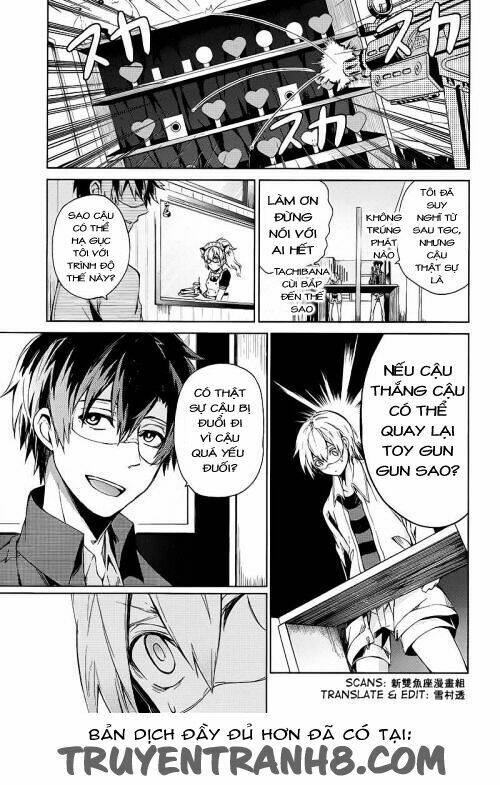 スカ
スカ
スカ
TÔI ĐÃ
SUY
NGHĨ TỪ
SAU TGC,
NHƯNG
CẬU
THẬT SỰ
LÀ
KHÔNG
TRÚNG
PHÁT
NÀO
LÀM ƠN
ĐỪNG
NÓI VỚI
AI HẾT
TACHIBANA
CÙI BẮP
ĐẾN THẾ
SAO
SAO CẬU
CÓ THỂ
HẠ GỤC
TÔI VỚI
TRÌNH ĐỘ
THẾ NÀY?
NẾU CẬU
THẮNG CẬU
CÓ THỂ
QUAY LẠI
TOY GUN
GUN SAO?
CÓ THẬT
SỰ CẬU BỊ
ĐUỔI ĐI
VÌ CẬU
QUÁ YẾU
ĐUỐI?
SCANS: 新雙魚座漫畫組
TRANSLATE & EDIT: 雪村透
BẢN DỊCH ĐẦY ĐỦ HƠN ĐÃ CÓ TẠI:
TRUYENTRANH8.COM